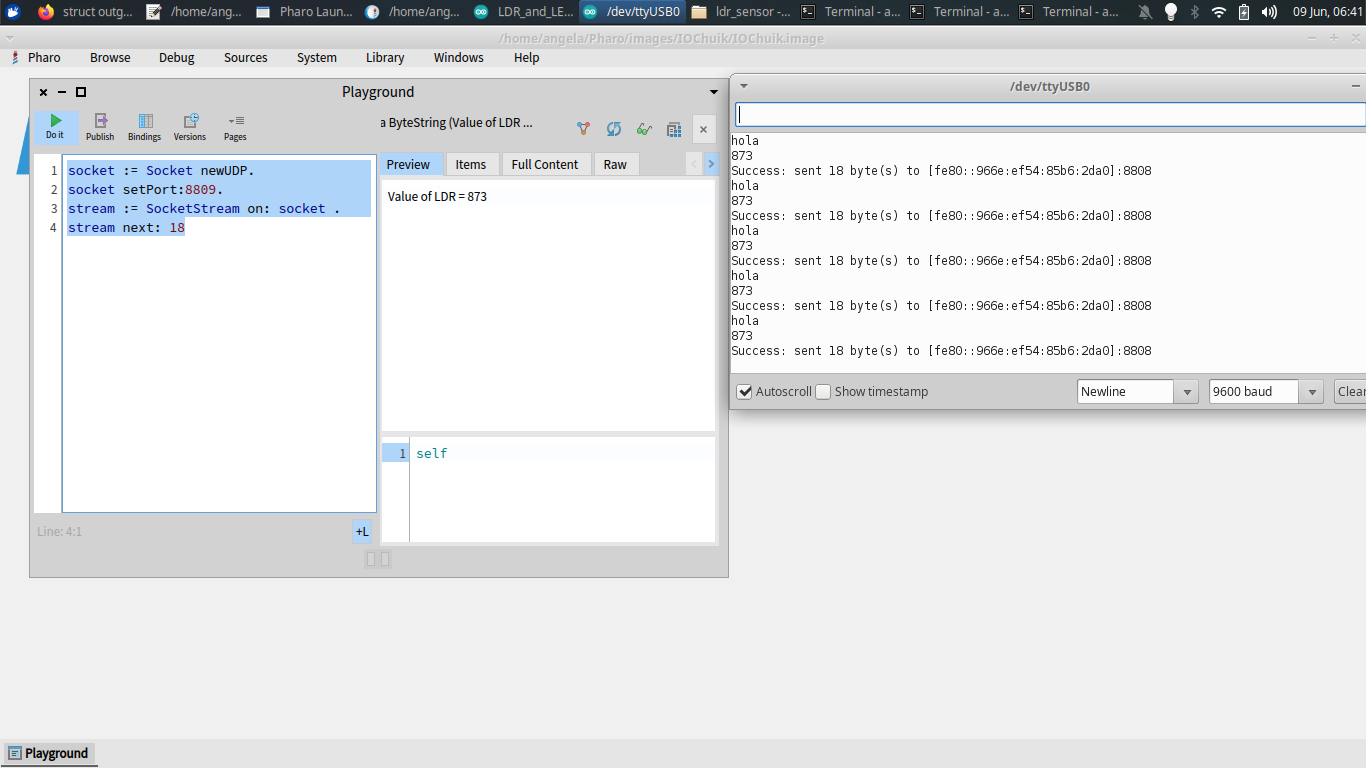 struct outg...
/home/ang...
Pharo Laun...
/home/ang...
LDR_and_LE...
/dev/ttyUSB0
ldr_sensor -...
Terminal - a...
Terminal - a...
Terminal - a...
09 Jun, 06:41
/home/angela/Pharo/images/IOChuik/IOChuik.image
Pharo Browse Debug Sources System Library Windows Help
Playground
Do it
Publish
Bindings
Versions
Pages
a ByteString (Value of LDR ...
Preview Items Full Content Raw
1 socket := Socket newUDP.
2 socket setPort:8809.
3 stream := SocketStream on: socket .
4 stream next: 18
Value of LDR = 873
1 self
Line: 4:1
+L
/dev/ttyUSB0
hola
873
Success: sent 18 byte(s) to [fe80::966e:ef54:85b6:2da0]:8808
hola
873
Success: sent 18 byte(s) to [fe80::966e:ef54:85b6:2da0]:8808
hola
873
Success: sent 18 byte(s) to [fe80::966e:ef54:85b6:2da0]:8808
hola
873
Success: sent 18 byte(s) to [fe80::966e:ef54:85b6:2da0]:8808
hola
873
Success: sent 18 byte(s) to [fe80::966e:ef54:85b6:2da0]:8808
Autoscroll Show timestamp Newline 9600 baud Clear
Playground